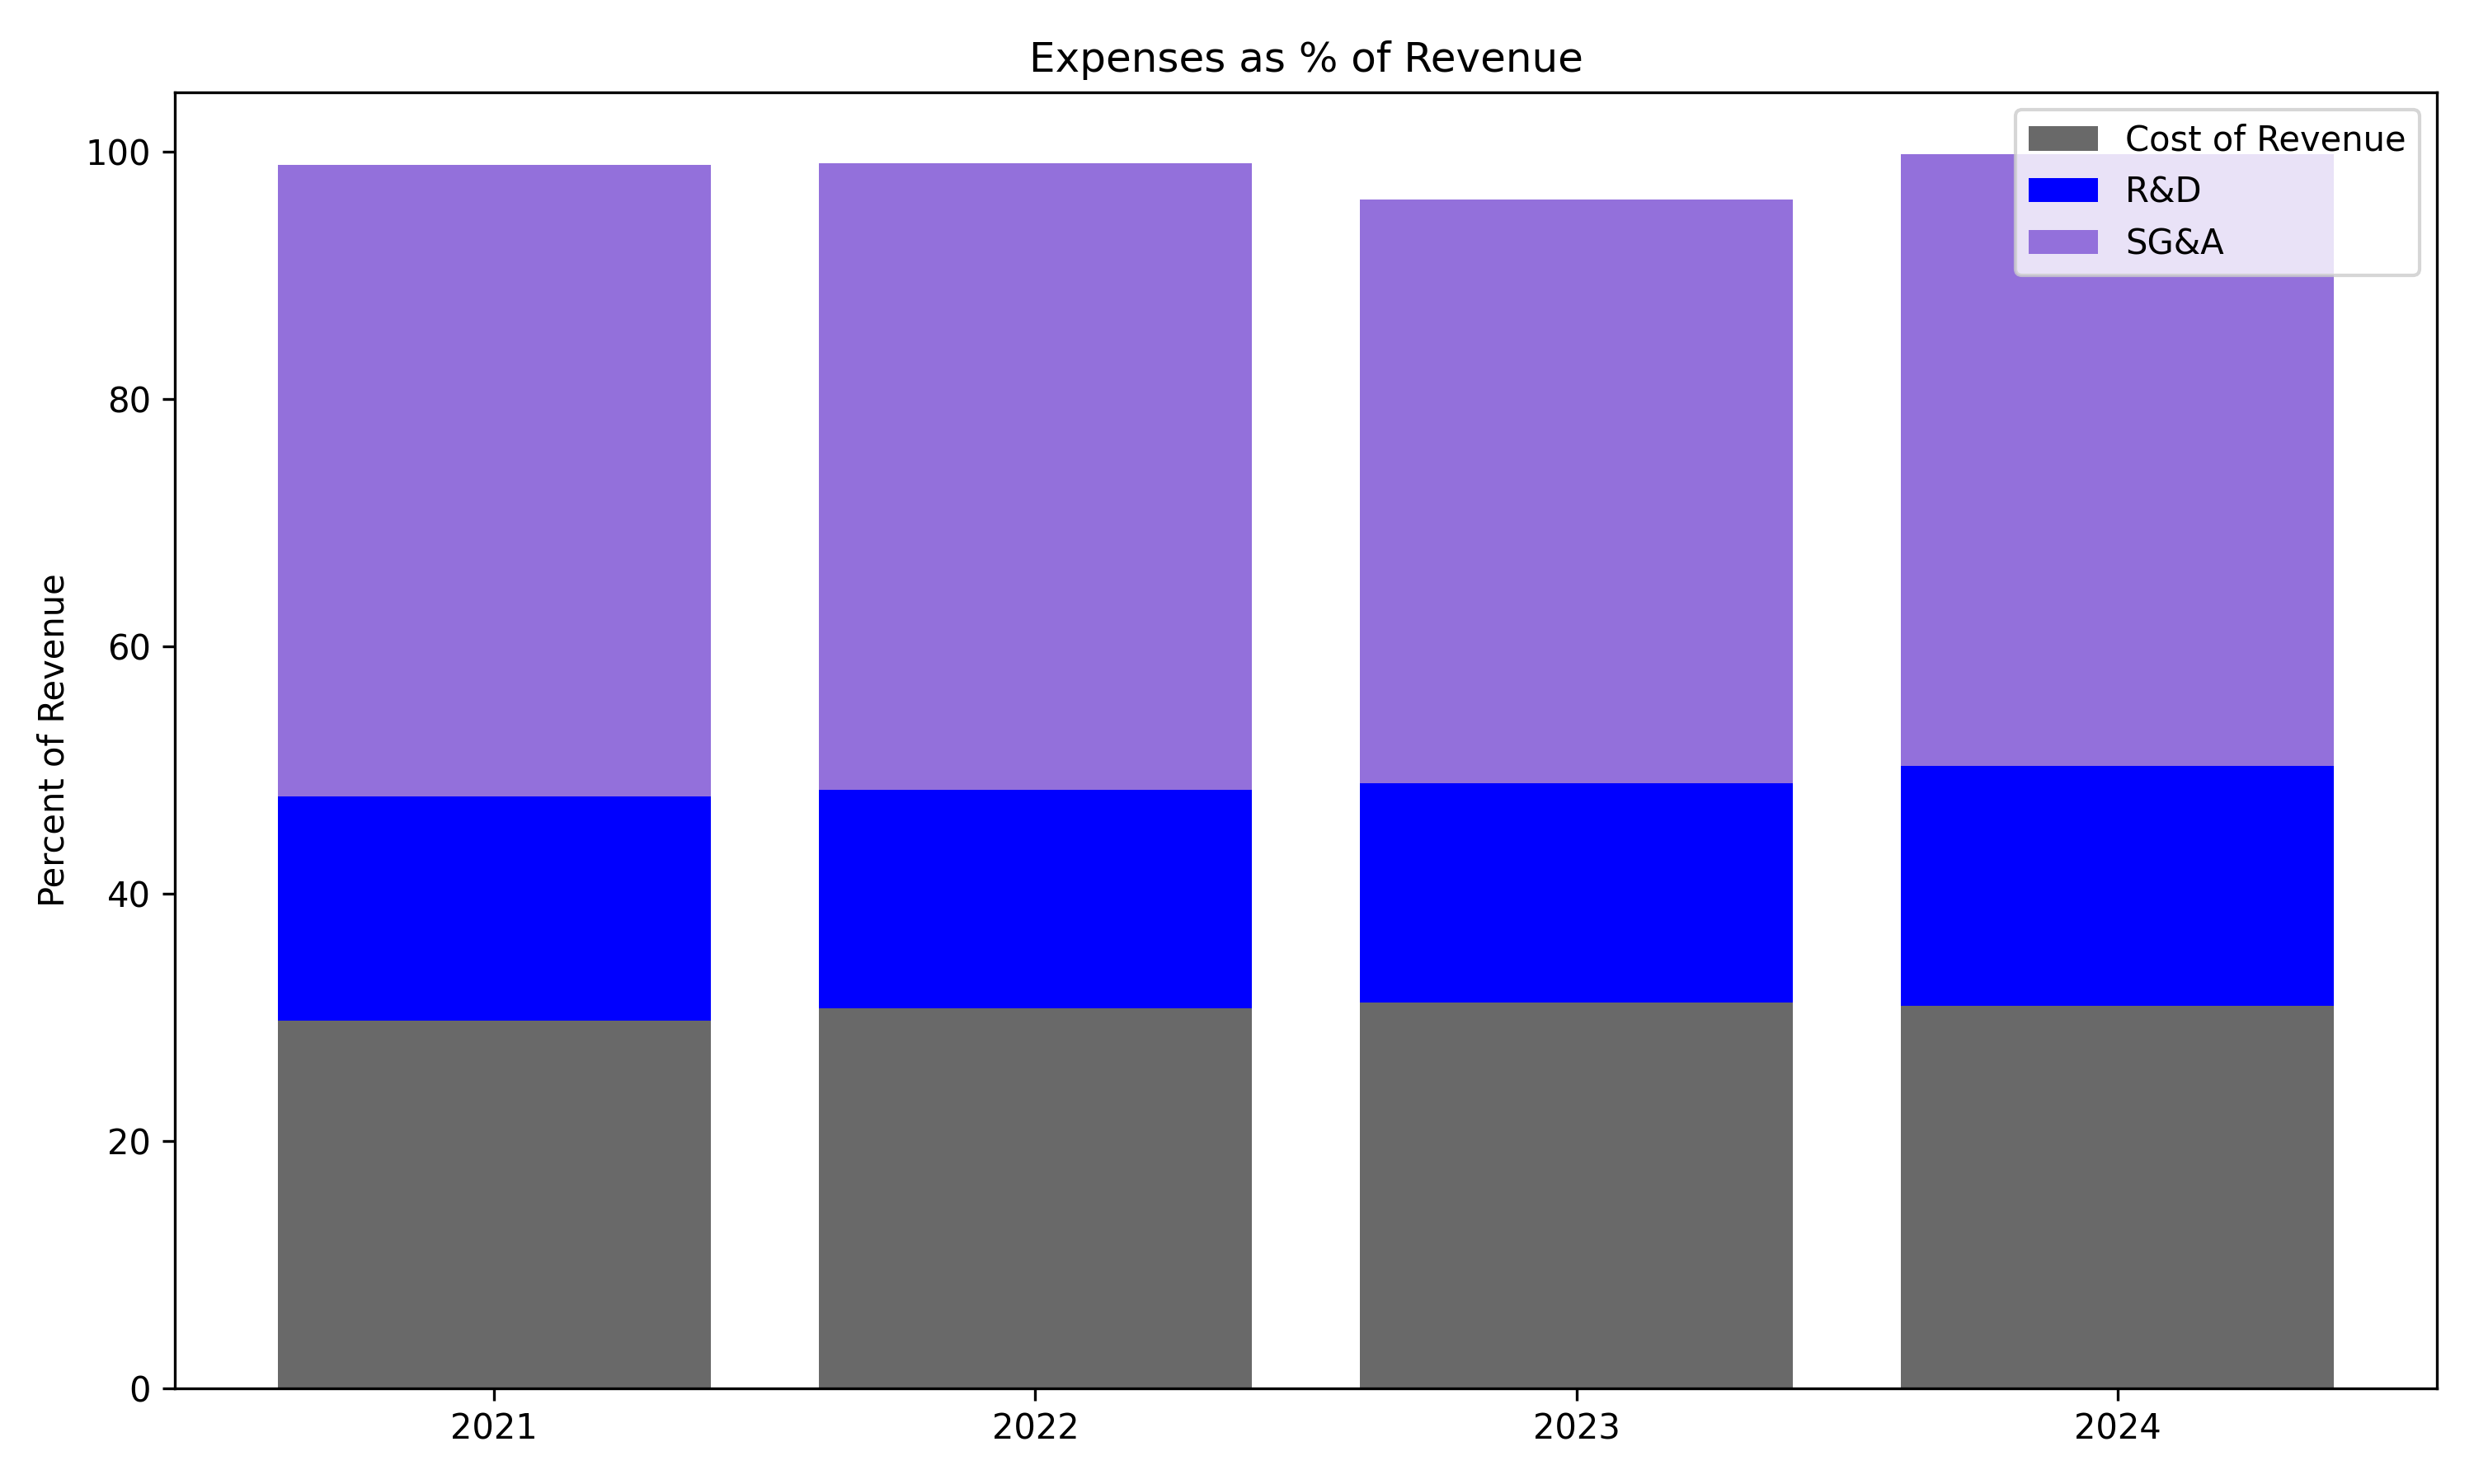 Expenses as % of Revenue
Percent of Revenue
100
80
60
40
20
0
2021 2022 2023 2024
Cost of Revenue
R&D
SG&A